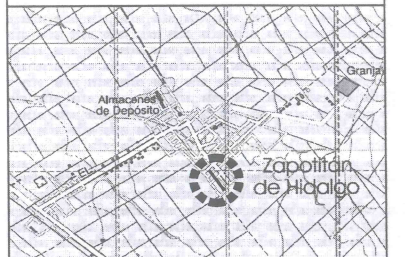 Granja
Almacenes
de Depósito
Zapotitán
de Hidalgo